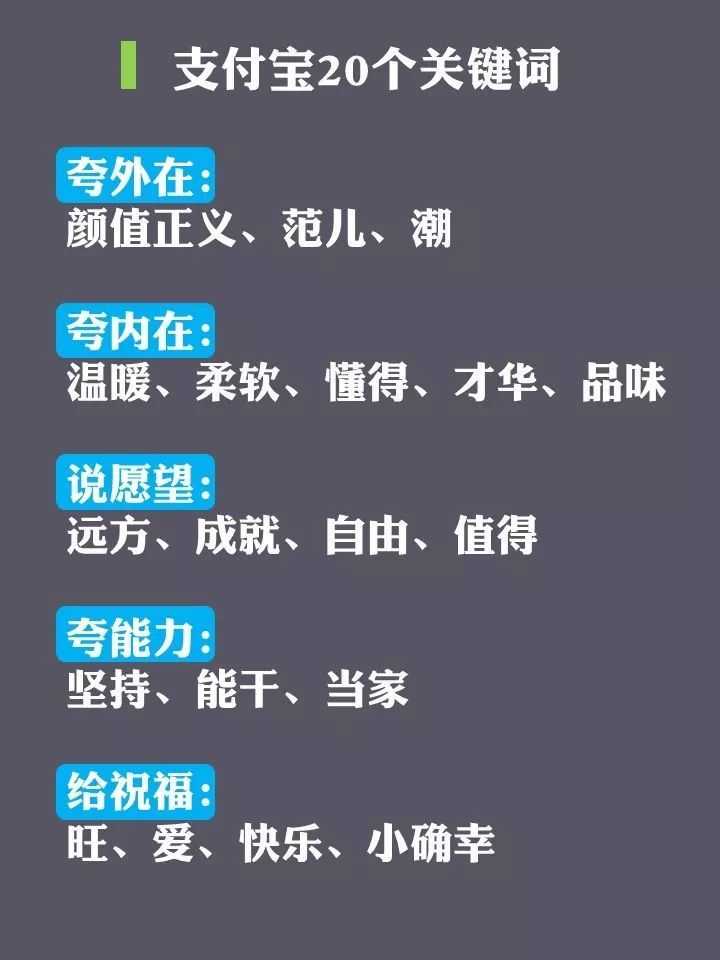 支付宝20个关键词
夸外在：
颜值正义、范儿、潮
夸内在：
温暖、柔软、懂得、才华、品味
说愿望：
远方、成就、自由、值得
夸能力：
坚持、能干、当家
给祝福：
旺、爱、快乐、小确幸